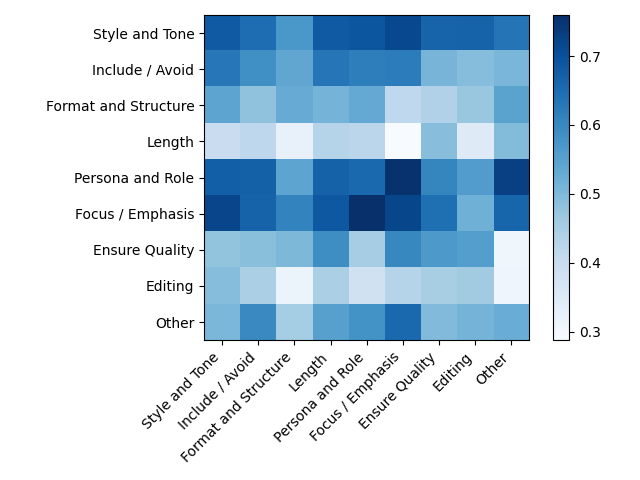 Style and Tone
Include / Avoid
Format and Structure
Length
Persona and Role
Focus / Emphasis
Ensure Quality
Editing
Other
Style and Tone
Include / Avoid
Format and Structure
Length
Persona and Role
Focus / Emphasis
Ensure Quality
Editing
Other
0.7
0.6
0.5
0.4
0.3